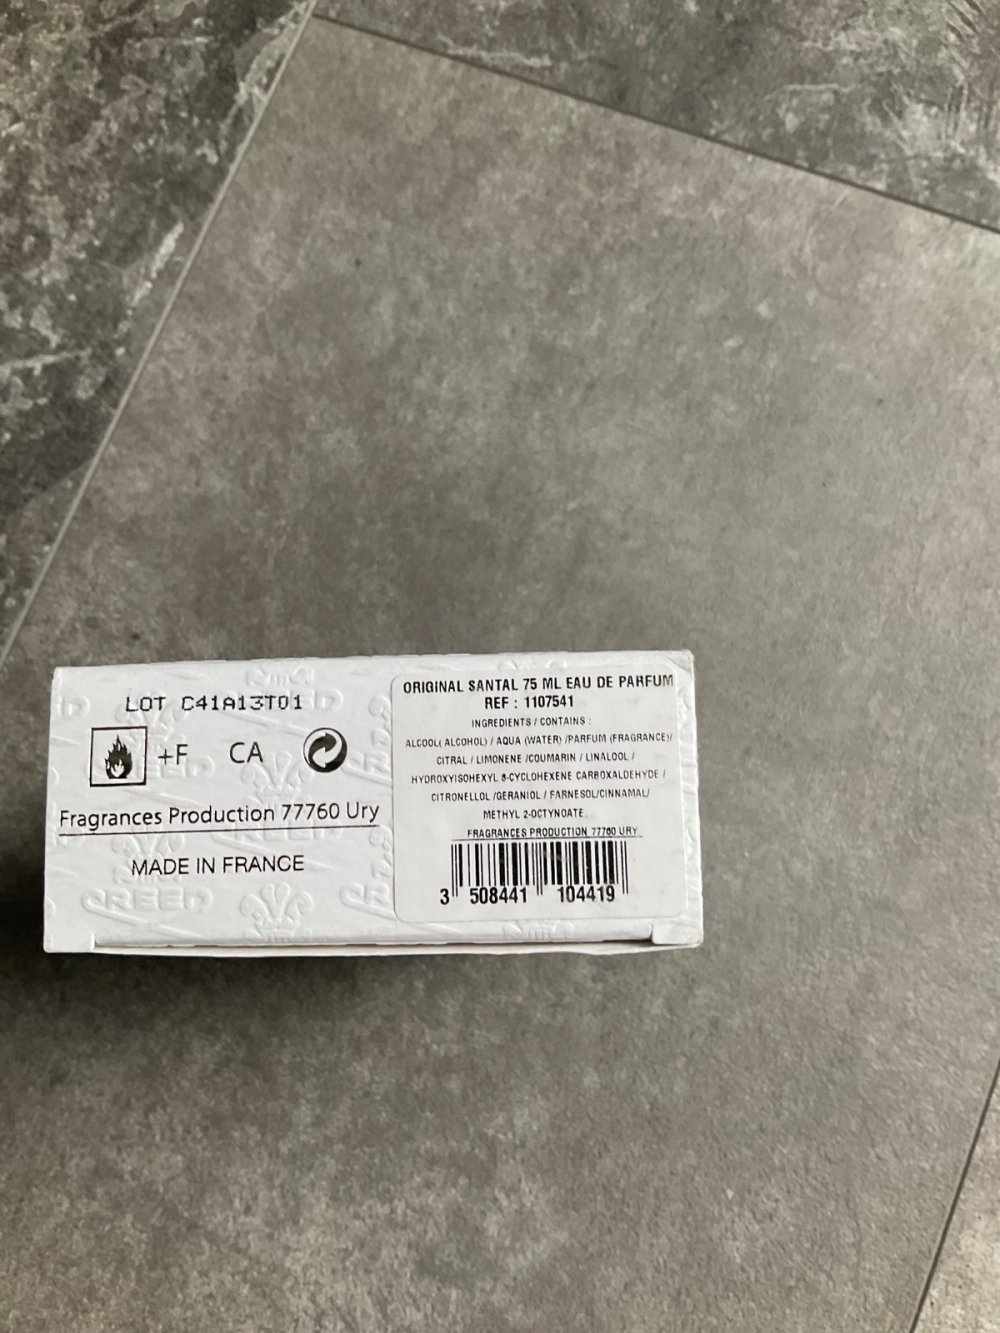 LOT C41A13T01
+F CA
Fragrances Production 77760 Ury
MADE IN FRANCE
CREED
ORIGINAL SANTAL 75 ML EAU DE PARFUM
REF : 1107541
INGREDIENTS / CONTAINS :
ALCOOL( ALCOHOL) / AQUA (WATER) /PARFUM (FRAGRANCE)/
CITRAL / LIMONENE /COUMARIN / LINALOOL /
HYDROXYISOHEXYL 3-CYCLOHEXENE CARBOXALDEHYDE /
CITRONELLOL /GERANIOL / FARNESOL/CINNAMAL/
METHYL 2-OCTYNOATE.
FRAGRANCES PRODUCTION 77760 URY
3 508441 104419